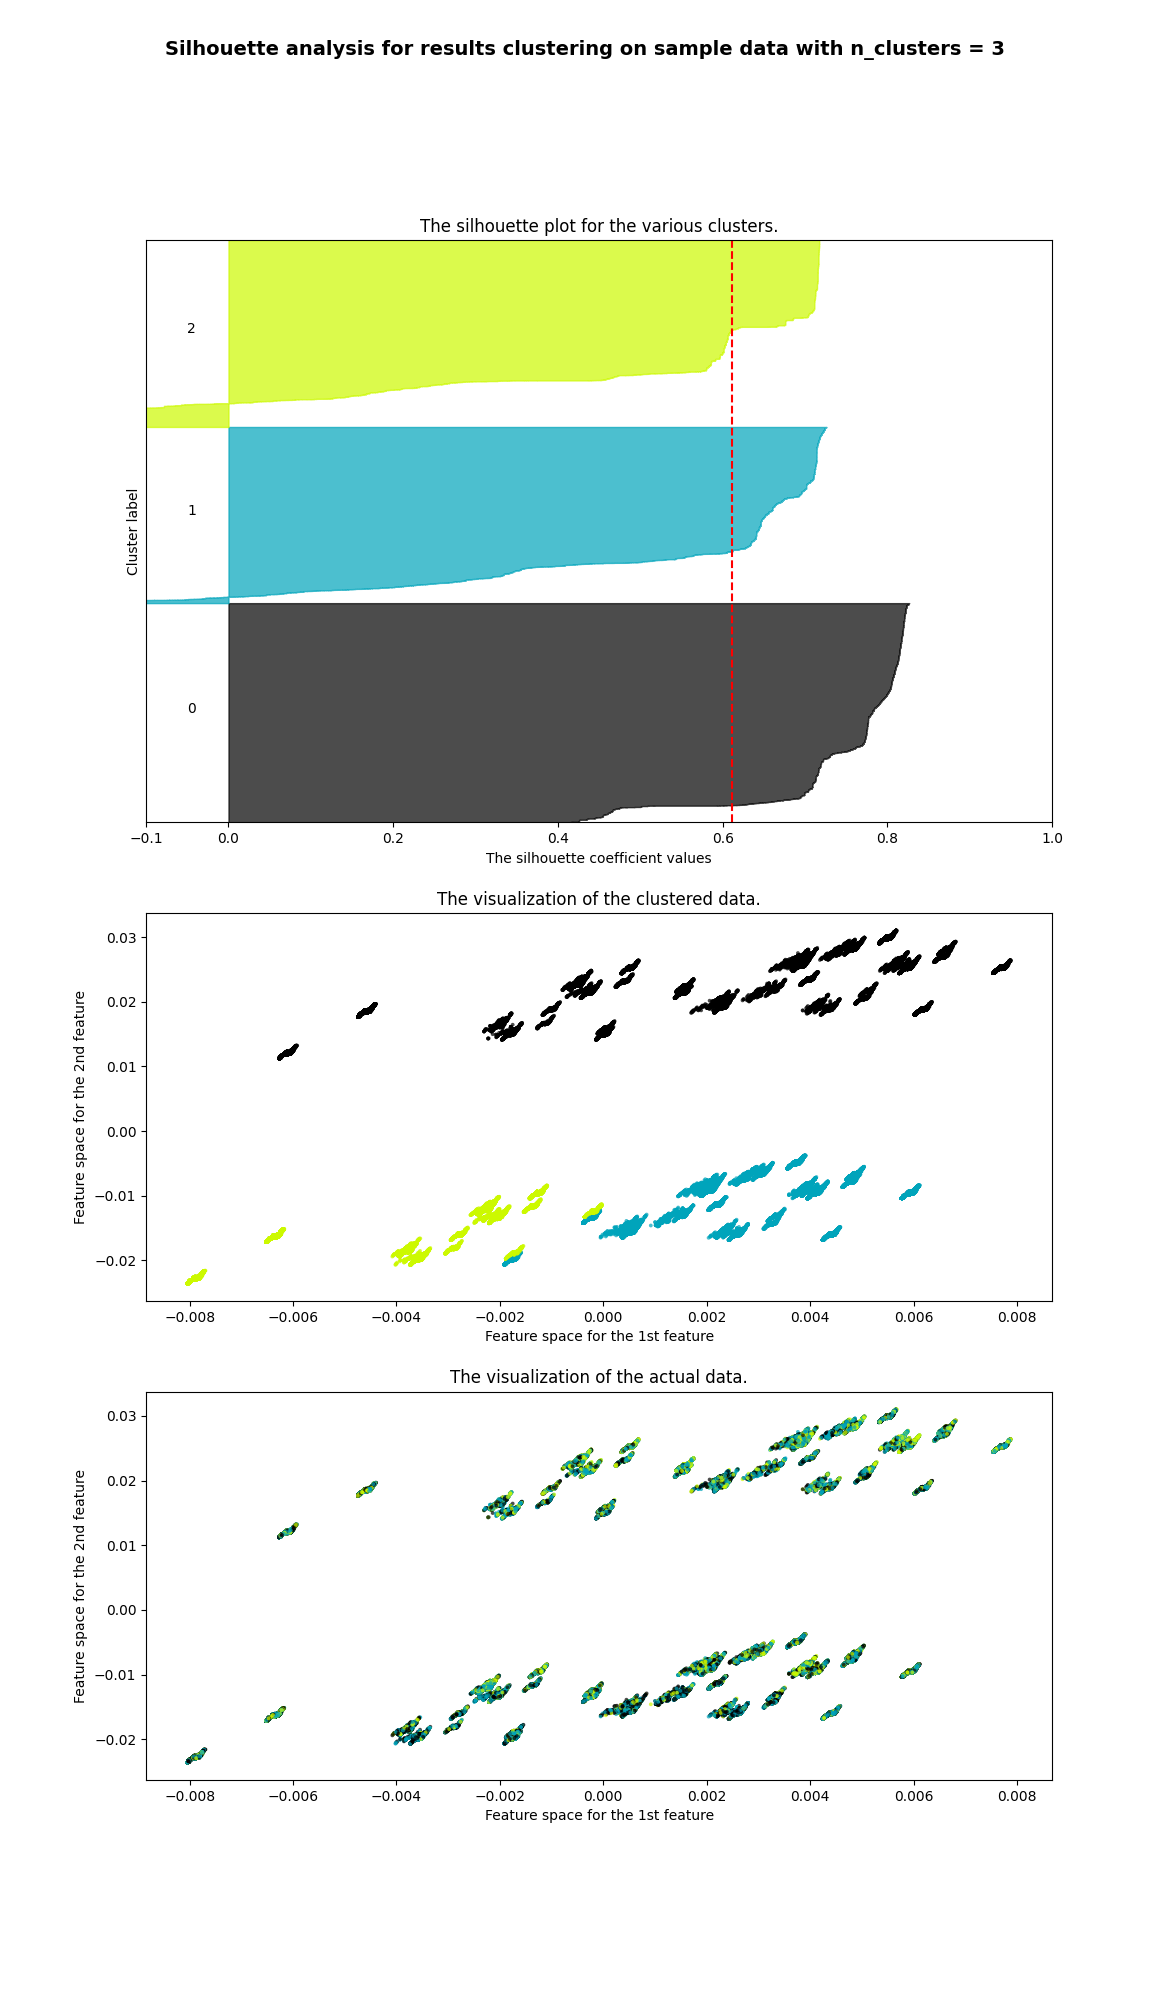 Silhouette analysis for results clustering on sample data with n_clusters = 3
The silhouette plot for the various clusters.
2
1
0
Cluster label
−0.1 0.0 0.2 0.4 0.6 0.8 1.0
The silhouette coefficient values
The visualization of the clustered data.
0.03
0.02
0.01
0.00
−0.01
−0.02
Feature space for the 2nd feature
−0.008 −0.006 −0.004 −0.002 0.000 0.002 0.004 0.006 0.008
Feature space for the 1st feature
The visualization of the actual data.
0.03
0.02
0.01
0.00
−0.01
−0.02
Feature space for the 2nd feature
−0.008 −0.006 −0.004 −0.002 0.000 0.002 0.004 0.006 0.008
Feature space for the 1st feature